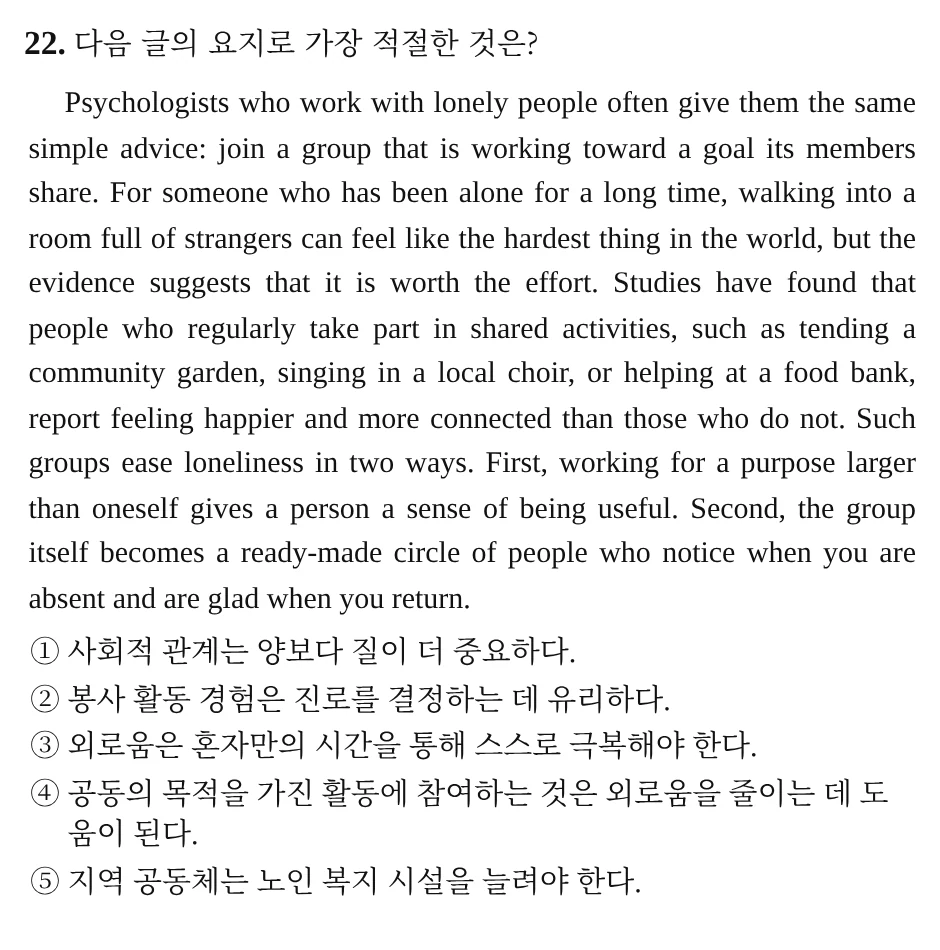 22. 다음 글의 요지로 가장 적절한 것은?
Psychologists who work with lonely people often give them the same
simple advice: join a group that is working toward a goal its members
share. For someone who has been alone for a long time, walking into a
room full of strangers can feel like the hardest thing in the world, but the
evidence suggests that it is worth the effort. Studies have found that
people who regularly take part in shared activities, such as tending a
community garden, singing in a local choir, or helping at a food bank,
report feeling happier and more connected than those who do not. Such
groups ease loneliness in two ways. First, working for a purpose larger
than oneself gives a person a sense of being useful. Second, the group
itself becomes a ready-made circle of people who notice when you are
absent and are glad when you return.
① 사회적 관계는 양보다 질이 더 중요하다.
② 봉사 활동 경험은 진로를 결정하는 데 유리하다.
③ 외로움은 혼자만의 시간을 통해 스스로 극복해야 한다.
④ 공동의 목적을 가진 활동에 참여하는 것은 외로움을 줄이는 데 도
움이 된다.
⑤ 지역 공동체는 노인 복지 시설을 늘려야 한다.